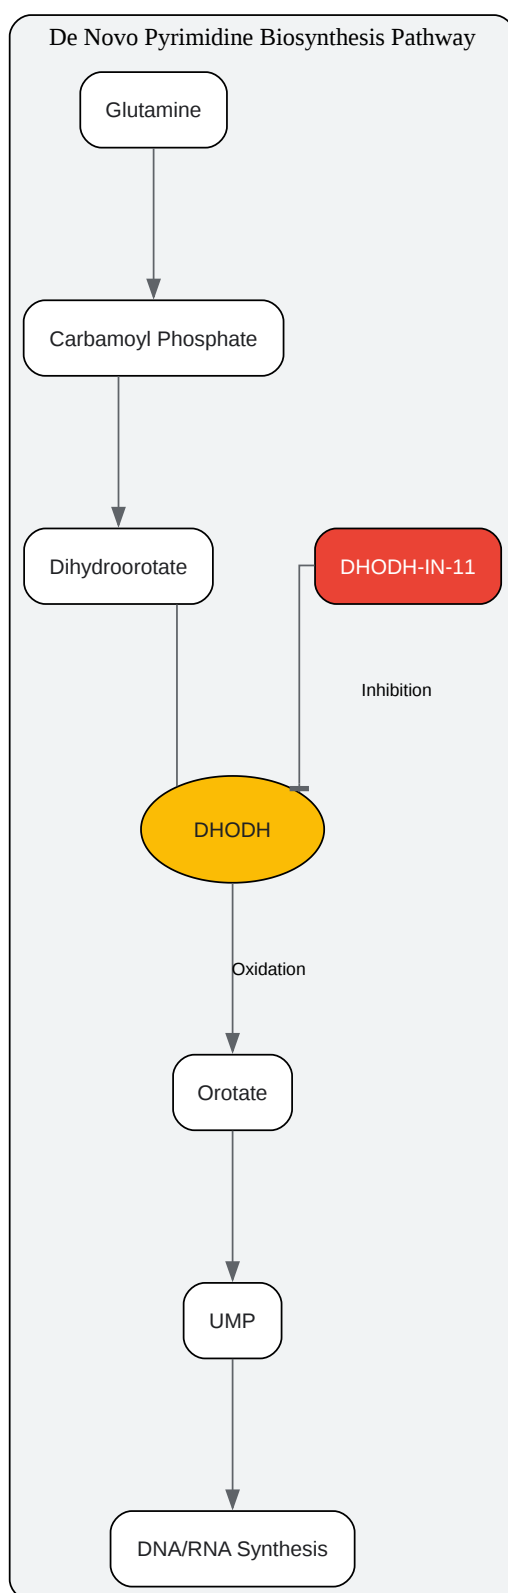 De Novo Pyrimidine Biosynthesis Pathway
Glutamine
Carbamoyl Phosphate
Dihydroorotate
DHODH-IN-11
Inhibition
DHODH
Oxidation
Orotate
UMP
DNA/RNA Synthesis